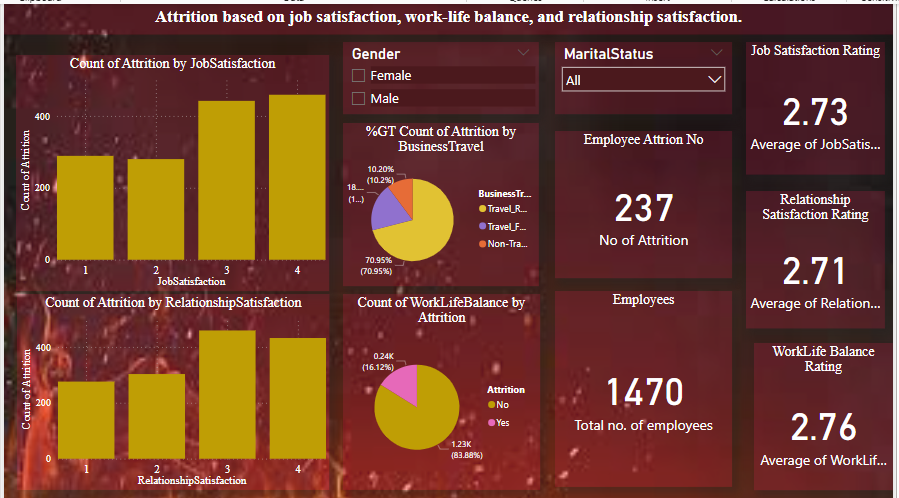 Attrition based on job satisfaction, work-life balance, and relationship satisfaction.
Count of Attrition by JobSatisfaction
Count of Attrition
400
200
0
1
2
3
4
JobSatisfaction
Count of Attrition by RelationshipSatisfaction
Count of Attrition
400
200
0
1
2
3
4
RelationshipSatisfaction
Gender
Female
Male
%GT Count of Attrition by
BusinessTravel
10.20%
(10.2%)
18....
(1...)
70.95%
(70.95%)
BusinessTr...
Travel_R...
Travel_F...
Non-Tra...
Count of WorkLifeBalance by
Attrition
0.24K
(16.12%)
1.23K
(83.88%)
Attrition
No
Yes
MaritalStatus
All
Employee Attrion No
237
No of Attrition
Employees
1470
Total no. of employees
Job Satisfaction Rating
2.73
Average of JobSatis...
Relationship
Satisfaction Rating
2.71
Average of Relation...
WorkLife Balance
Rating
2.76
Average of WorkLif...